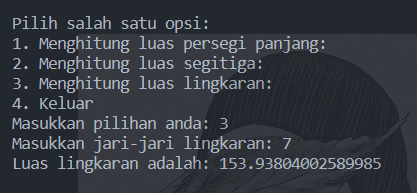 Pilih salah satu opsi:
1. Menghitung luas persegi panjang:
2. Menghitung luas segitiga:
3. Menghitung luas lingkaran:
4. Keluar
Masukkan pilihan anda: 3
Masukkan jari-jari lingkaran: 7
Luas lingkaran adalah: 153.93804002589985